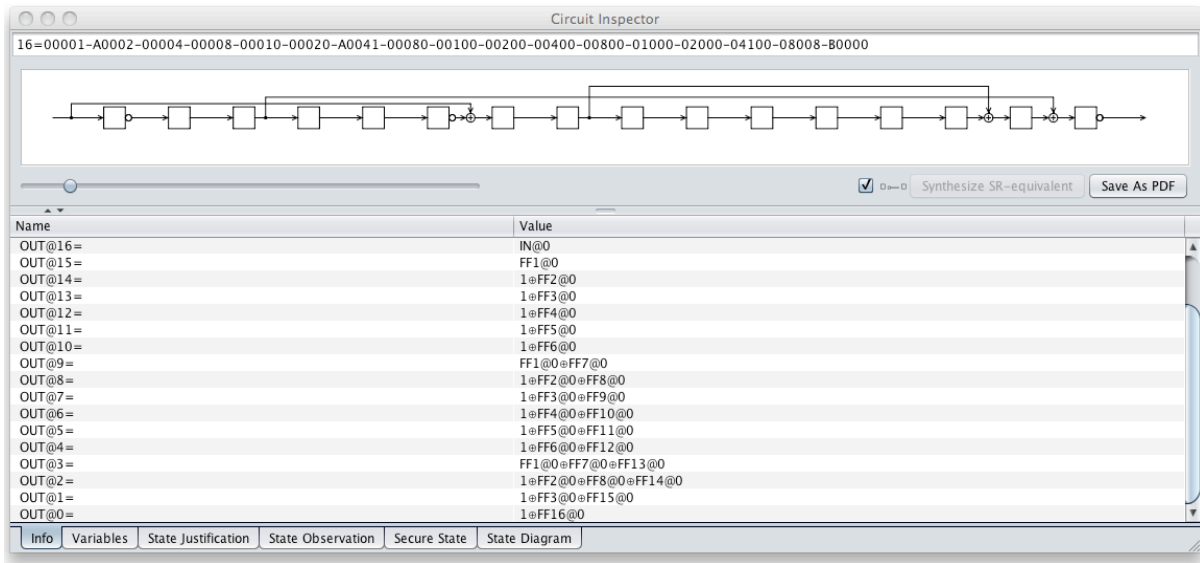 Circuit Inspector
16=00001-A0002-00004-00008-00010-00020-A0041-00080-00100-00200-00400-00800-01000-02000-04100-08008-B0000
Synthesize SR-equivalent Save As PDF
Name Value
OUT@16= IN@0
OUT@15= FF1@0
OUT@14= 1⊕FF2@0
OUT@13= 1⊕FF3@0
OUT@12= 1⊕FF4@0
OUT@11= 1⊕FF5@0
OUT@10= 1⊕FF6@0
OUT@9= FF1@0⊕FF7@0
OUT@8= 1⊕FF2@0⊕FF8@0
OUT@7= 1⊕FF3@0⊕FF9@0
OUT@6= 1⊕FF4@0⊕FF10@0
OUT@5= 1⊕FF5@0⊕FF11@0
OUT@4= 1⊕FF6@0⊕FF12@0
OUT@3= FF1@0⊕FF7@0⊕FF13@0
OUT@2= 1⊕FF2@0⊕FF8@0⊕FF14@0
OUT@1= 1⊕FF3@0⊕FF15@0
OUT@0= 1⊕FF16@0
Info Variables State Justification State Observation Secure State State Diagram